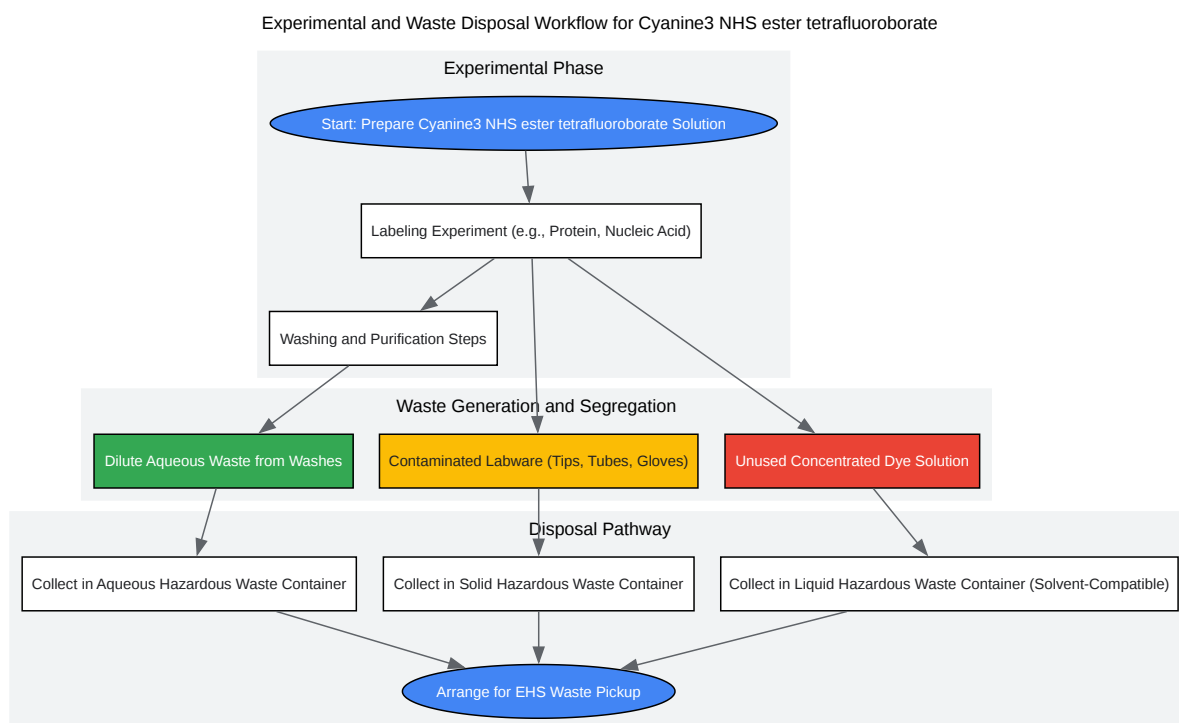 Experimental and Waste Disposal Workflow for Cyanine3 NHS ester tetrafluoroborate
Experimental Phase
Start: Prepare Cyanine3 NHS ester tetrafluoroborate Solution
Labeling Experiment (e.g., Protein, Nucleic Acid)
Washing and Purification Steps
Waste Generation and Segregation
Dilute Aqueous Waste from Washes
Contaminated Labware (Tips, Tubes, Gloves)
Unused Concentrated Dye Solution
Disposal Pathway
Collect in Aqueous Hazardous Waste Container
Collect in Solid Hazardous Waste Container
Collect in Liquid Hazardous Waste Container (Solvent-Compatible)
Arrange for EHS Waste Pickup